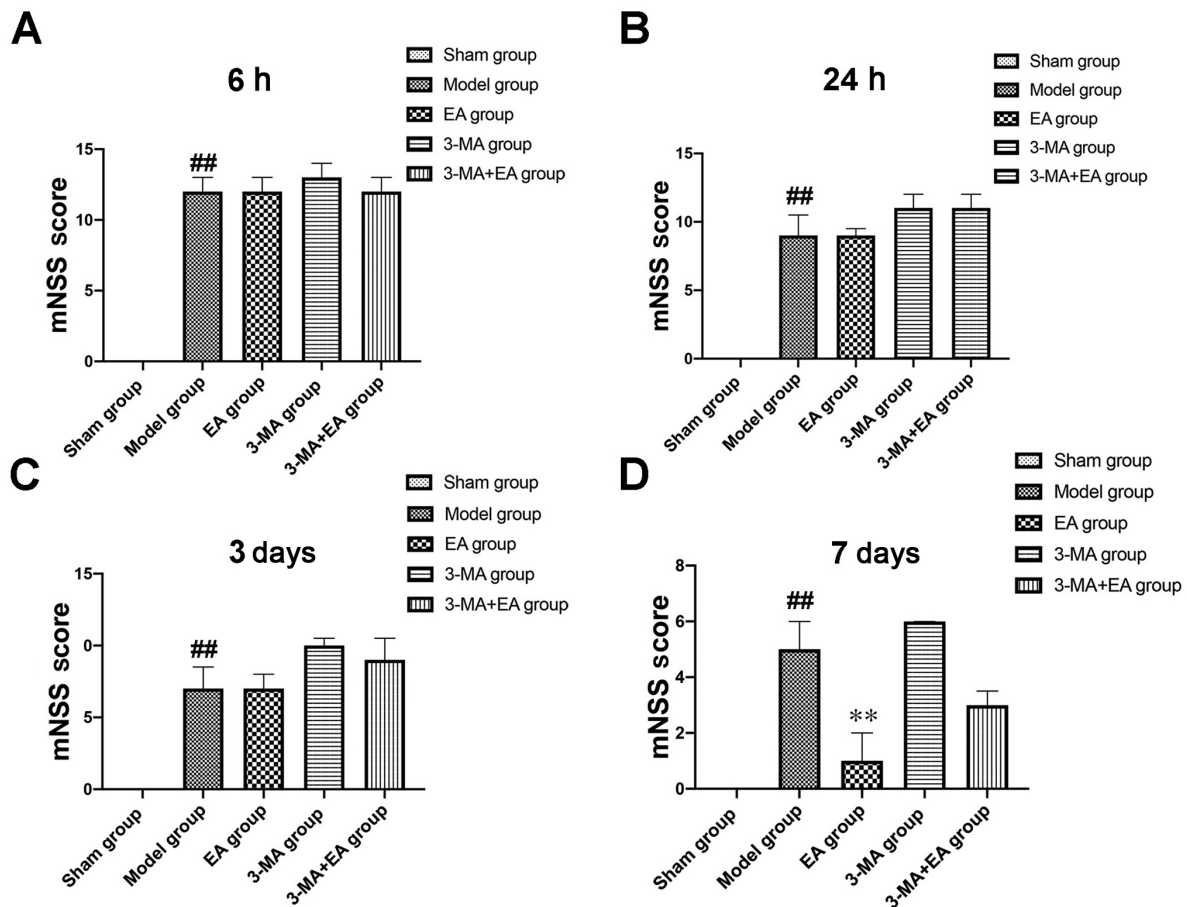 A
6 h
Sham group
Model group
EA group
3-MA group
3-MA+EA group
mNSS score
15
10
5
0
##
Sham group
Model group
EA group
3-MA group
3-MA+EA group
B
24 h
Sham group
Model group
EA group
3-MA group
3-MA+EA group
mNSS score
15
10
5
0
##
Sham group
Model group
EA group
3-MA group
3-MA+EA group
C
3 days
Sham group
Model group
EA group
3-MA group
3-MA+EA group
mNSS score
15
0
5
0
##
Sham group
Model group
EA group
3-MA group
3-MA+EA group
D
7 days
Sham group
Model group
EA group
3-MA group
3-MA+EA group
mNSS score
8
6
4
2
0
##
**
Sham group
Model group
EA group
3-MA group
3-MA+EA group